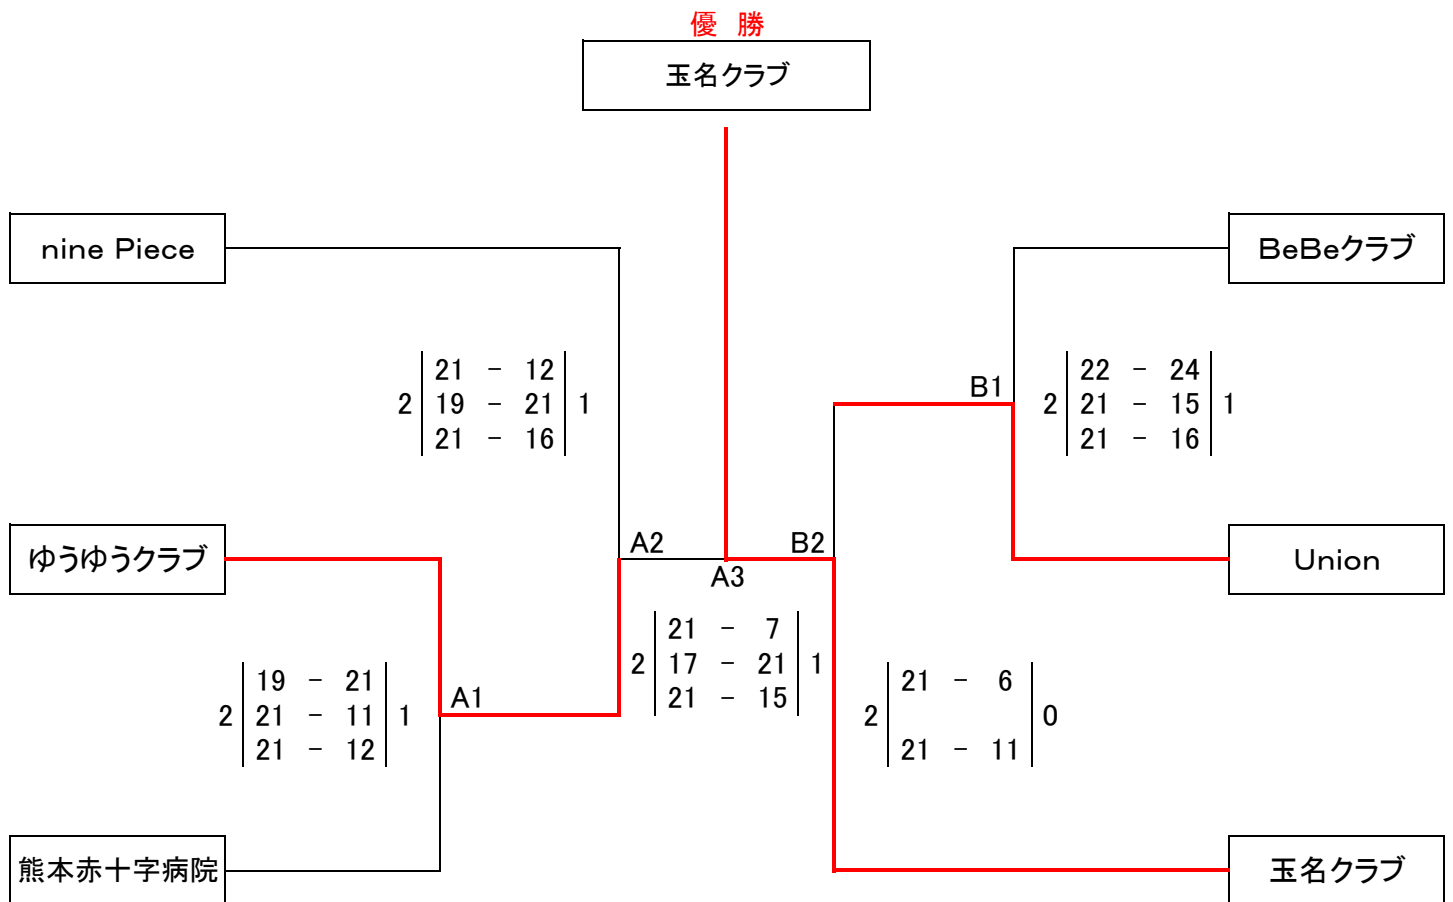 優 勝
玉名クラブ
nine Piece
BeBeクラブ
21 - 12
2 19 - 21 1
21 - 16
B1
22 - 24
2 21 - 15 1
21 - 16
ゆうゆうクラブ
A2
B2
A3
Union
21 - 7
2 17 - 21 1
21 - 15
19 - 21
2 21 - 11 1
21 - 12
A1
21 - 6
2 0
21 - 11
熊本赤十字病院
玉名クラブ